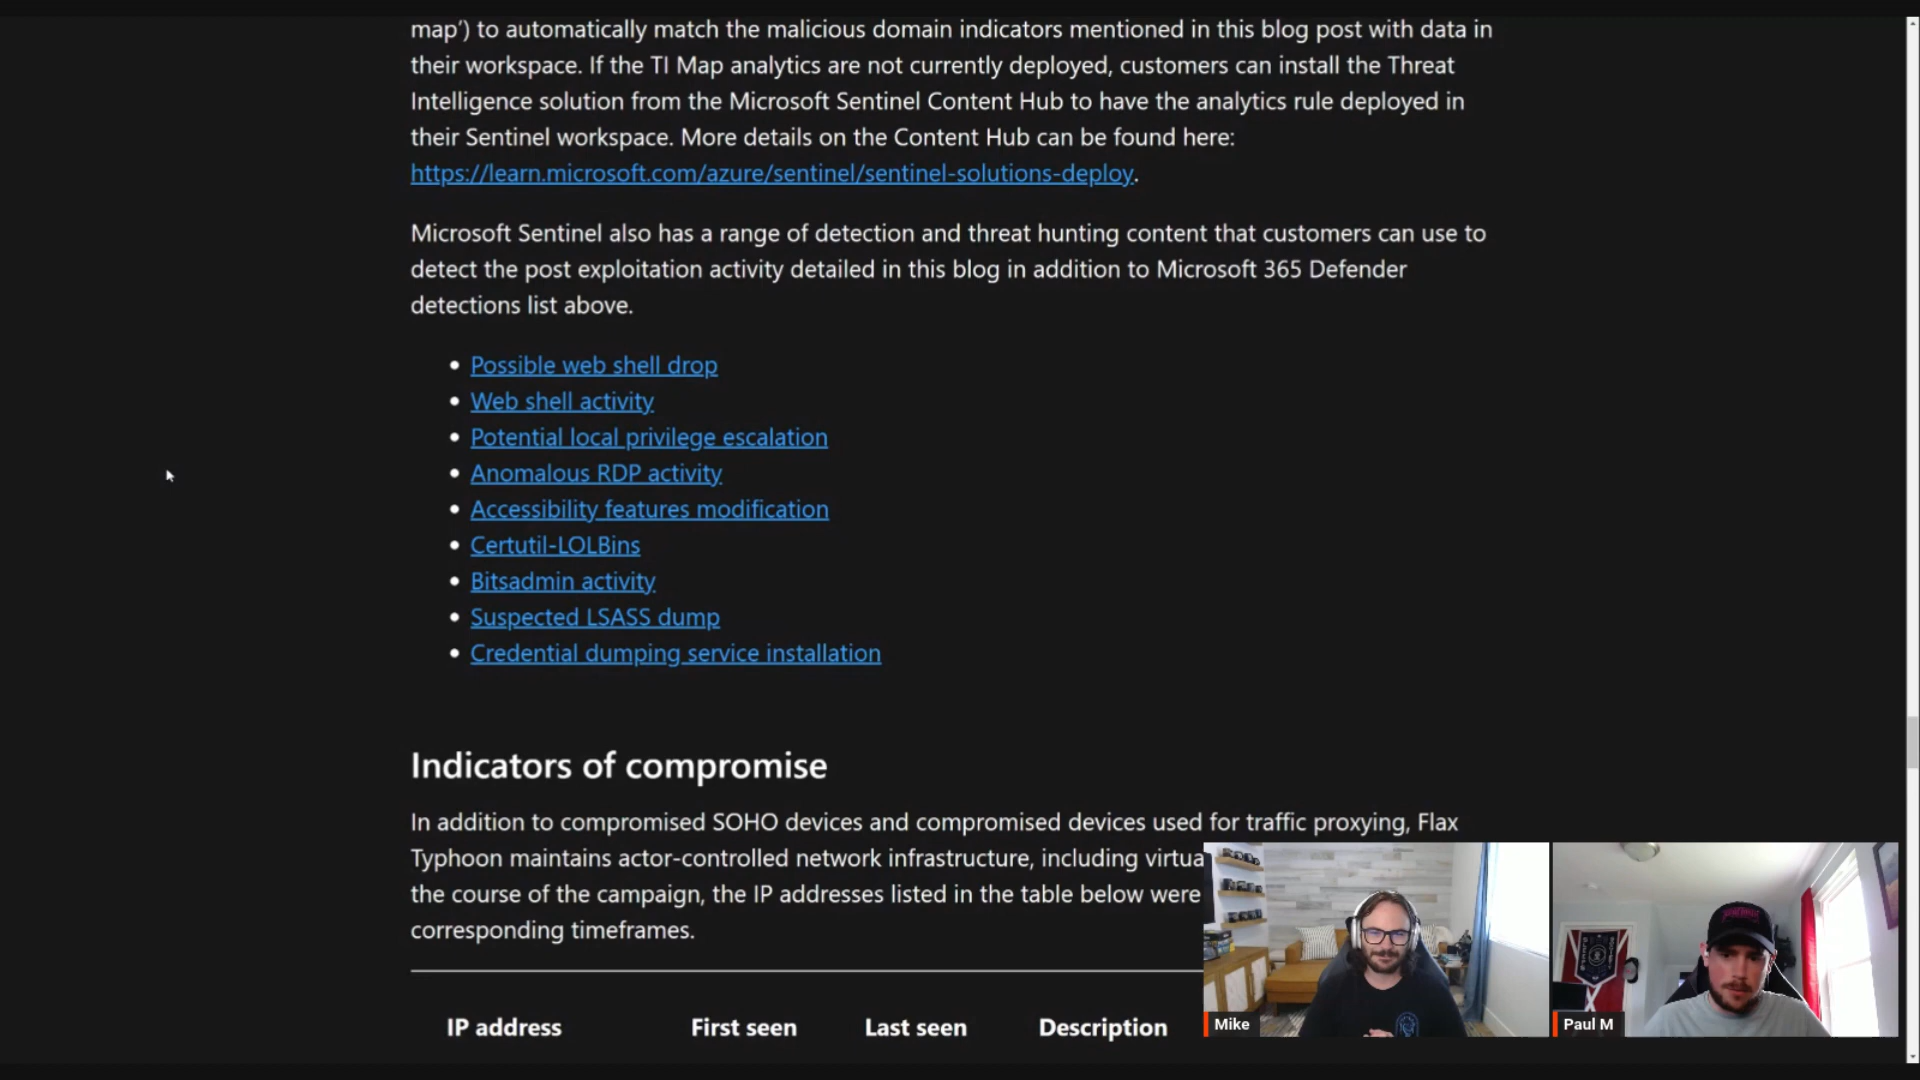 map’) to automatically match the malicious domain indicators mentioned in this blog post with data in
their workspace. If the TI Map analytics are not currently deployed, customers can install the Threat
Intelligence solution from the Microsoft Sentinel Content Hub to have the analytics rule deployed in
their Sentinel workspace. More details on the Content Hub can be found here:
https://learn.microsoft.com/azure/sentinel/sentinel-solutions-deploy.
Microsoft Sentinel also has a range of detection and threat hunting content that customers can use to
detect the post exploitation activity detailed in this blog in addition to Microsoft 365 Defender
detections list above.
Possible web shell drop
Web shell activity
Potential local privilege escalation
Anomalous RDP activity
Accessibility features modification
Certutil-LOLBins
Bitsadmin activity
Suspected LSASS dump
Credential dumping service installation
Indicators of compromise
In addition to compromised SOHO devices and compromised devices used for traffic proxying, Flax
Typhoon maintains actor-controlled network infrastructure, including virtua
the course of the campaign, the IP addresses listed in the table below were
corresponding timeframes.
IP address First seen Last seen Description
Mike
Paul M